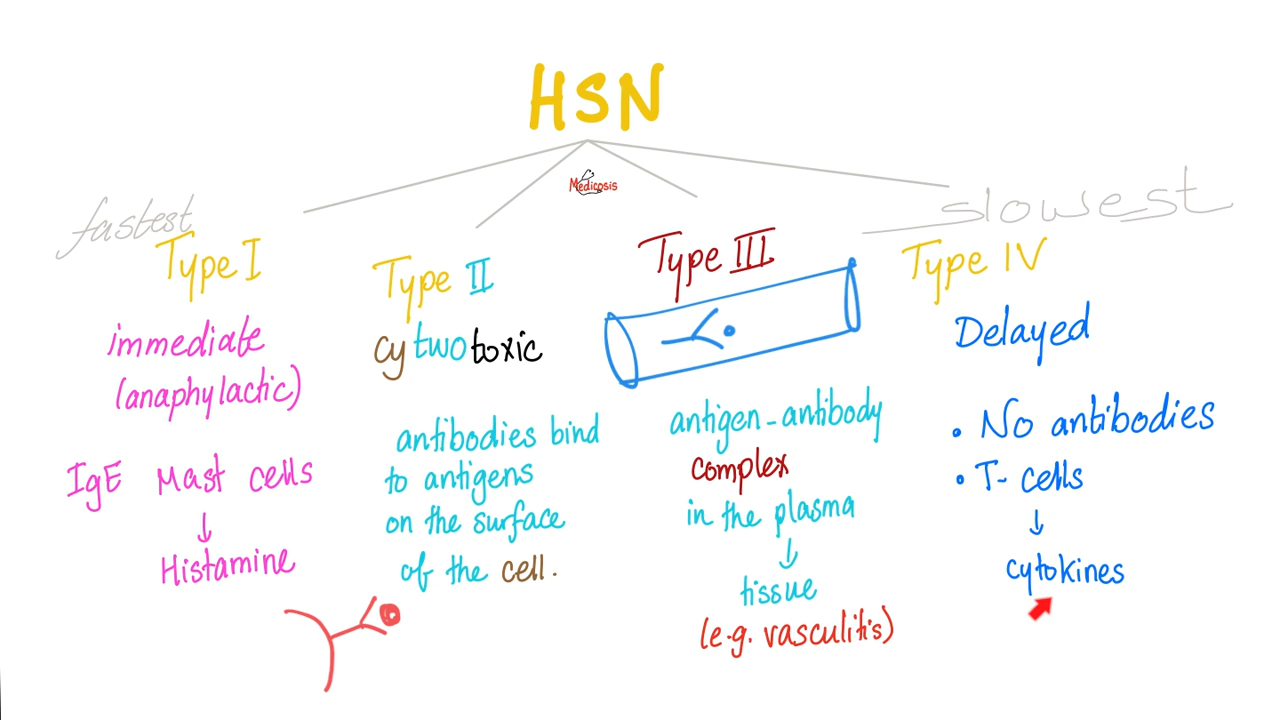 HSN
Medicosis
fastest
slowest
Type I
immediate
(anaphylactic)
IgE Mast cells
Histamine
Type II
cytwotoxic
antibodies bind
to antigens
on the surface
of the cell.
Type III
antigen-antibody
complex
in the plasma
tissue
(e.g. vasculitis)
Type IV
Delayed
• No antibodies
• T-cells
cytokines